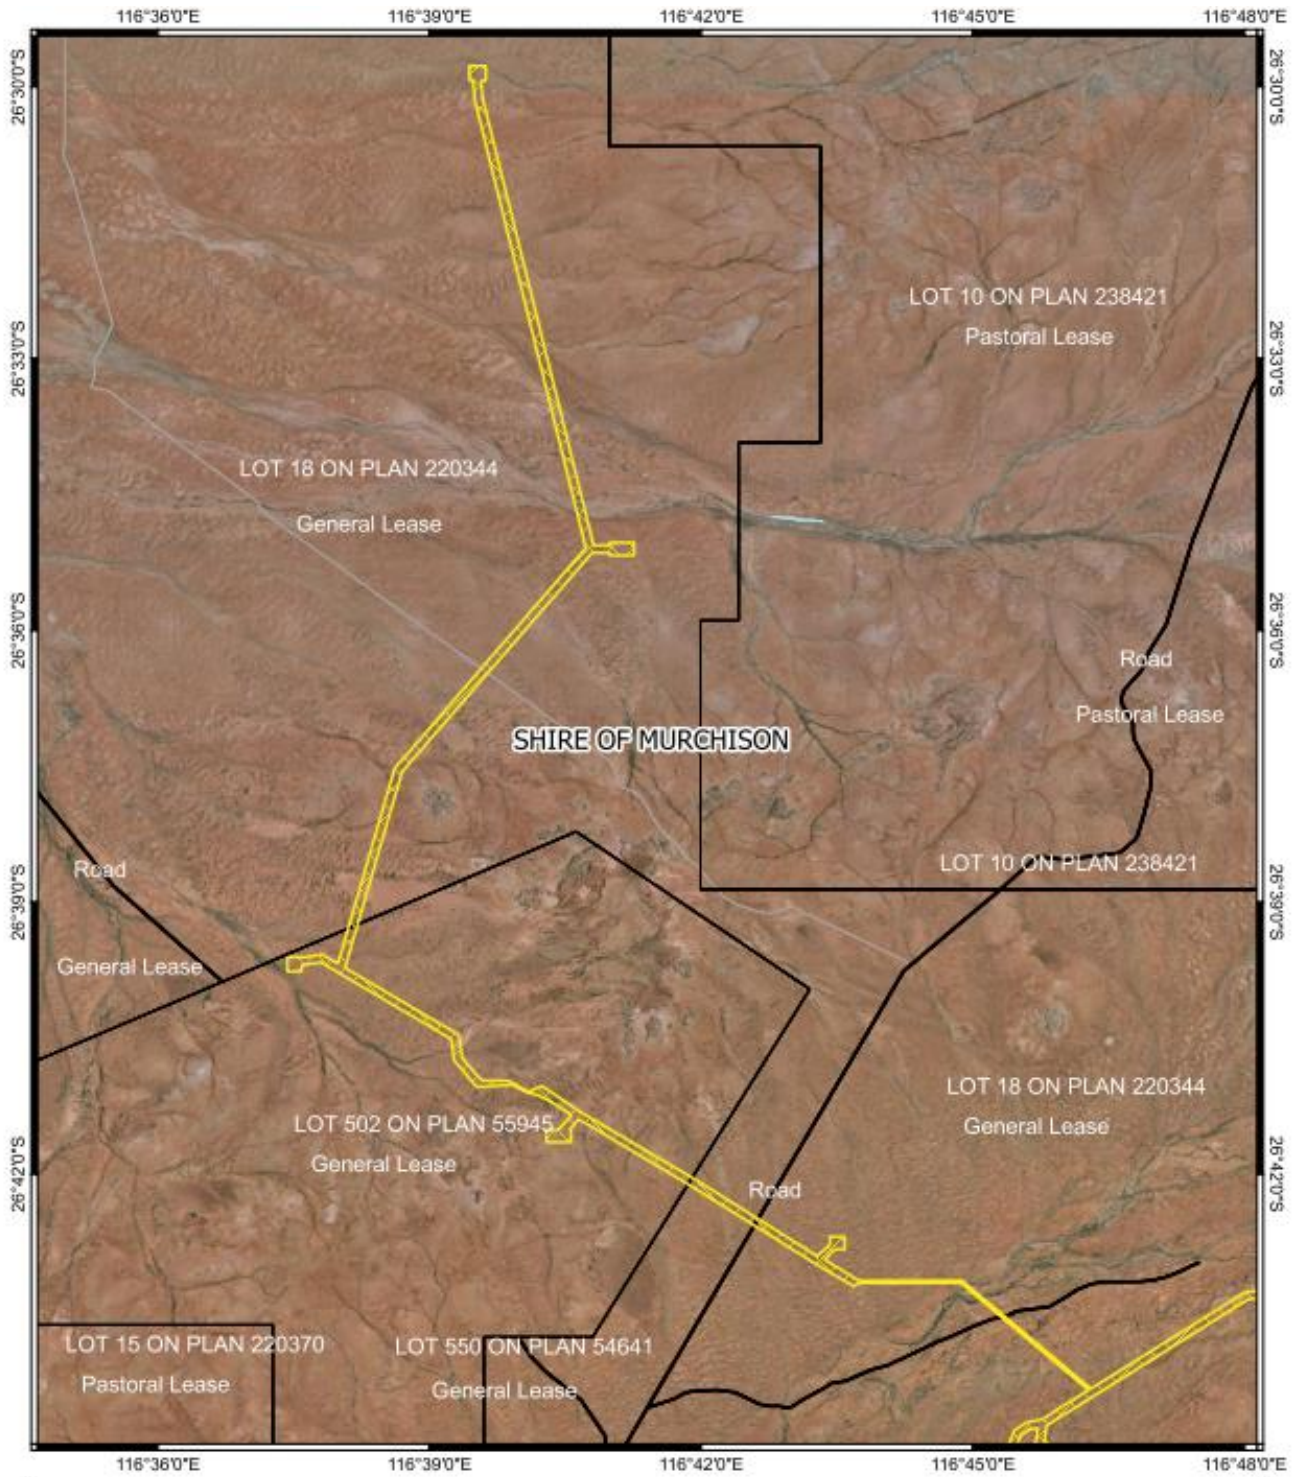 116°36'0"E 116°39'0"E 116°42'0"E 116°45'0"E 116°48'0"E
26°30'0"S
26°30'0"S
LOT 10 ON PLAN 238421
Pastoral Lease
26°33'0"S
26°33'0"S
LOT 18 ON PLAN 220344
General Lease
26°36'0"S
26°36'0"S
Road
Pastoral Lease
SHIRE OF MURCHISON
LOT 10 ON PLAN 238421
Road
26°39'0"S
26°39'0"S
General Lease
LOT 18 ON PLAN 220344
General Lease
LOT 502 ON PLAN 55945
General Lease
26°42'0"S
26°42'0"S
Road
LOT 15 ON PLAN 220370
Pastoral Lease
LOT 550 ON PLAN 54641
General Lease
116°36'0"E 116°39'0"E 116°42'0"E 116°45'0"E 116°48'0"E